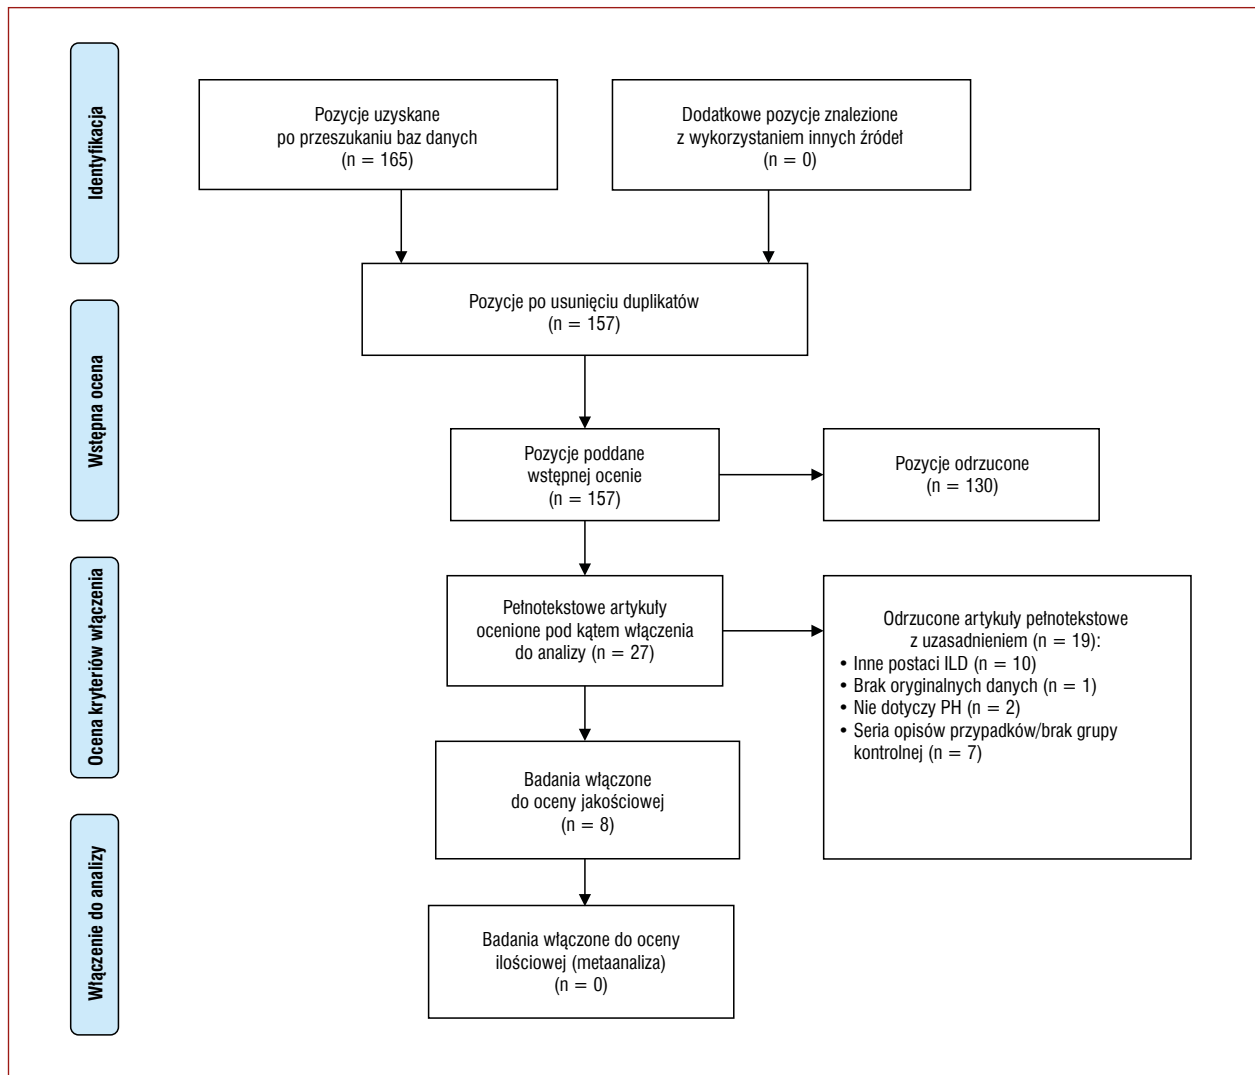 Identyfikacja
Pozycje uzyskane
po przeszukaniu baz danych
(n = 165)
Dodatkowe pozycje znalezione
z wykorzystaniem innych źródeł
(n = 0)
Pozycje po usunięciu duplikatów
(n = 157)
Wstępna ocena
Pozycje poddane
wstępnej ocenie
(n = 157)
Pozycje odrzucone
(n = 130)
Ocena kryteriów włączenia
Pełnotekstowe artykuły
ocenione pod kątem włączenia
do analizy (n = 27)
Odrzucone artykuły pełnotekstowe
z uzasadnieniem (n = 19):
• Inne postaci ILD (n = 10)
• Brak oryginalnych danych (n = 1)
• Nie dotyczy PH (n = 2)
• Seria opisów przypadków/brak grupy
kontrolnej (n = 7)
Badania włączone
do oceny jakościowej
(n = 8)
Włączenie do analizy
Badania włączone do oceny
ilościowej (metaanaliza)
(n = 0)